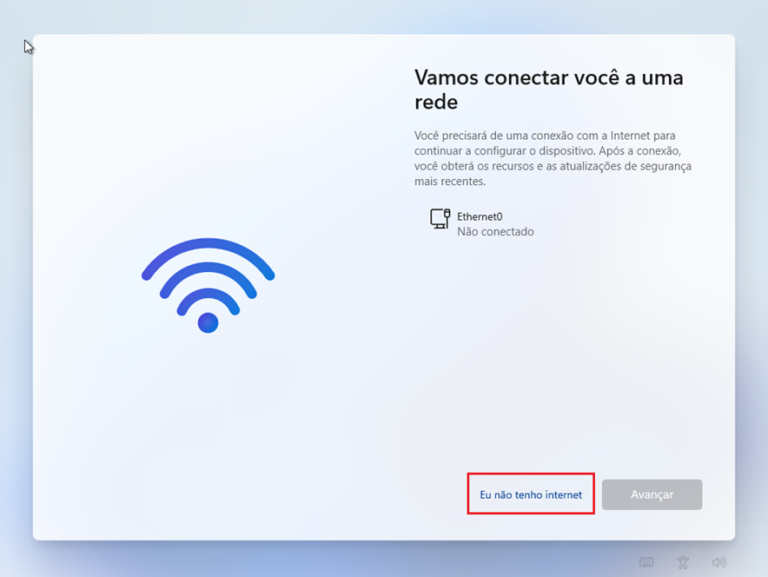 Vamos conectar você a uma
rede
Você precisará de uma conexão com a Internet para
continuar a configurar o dispositivo. Após a conexão,
você obterá os recursos e as atualizações de segurança
mais recentes.
Ethernet0
Não conectado
Eu não tenho internet
Avançar